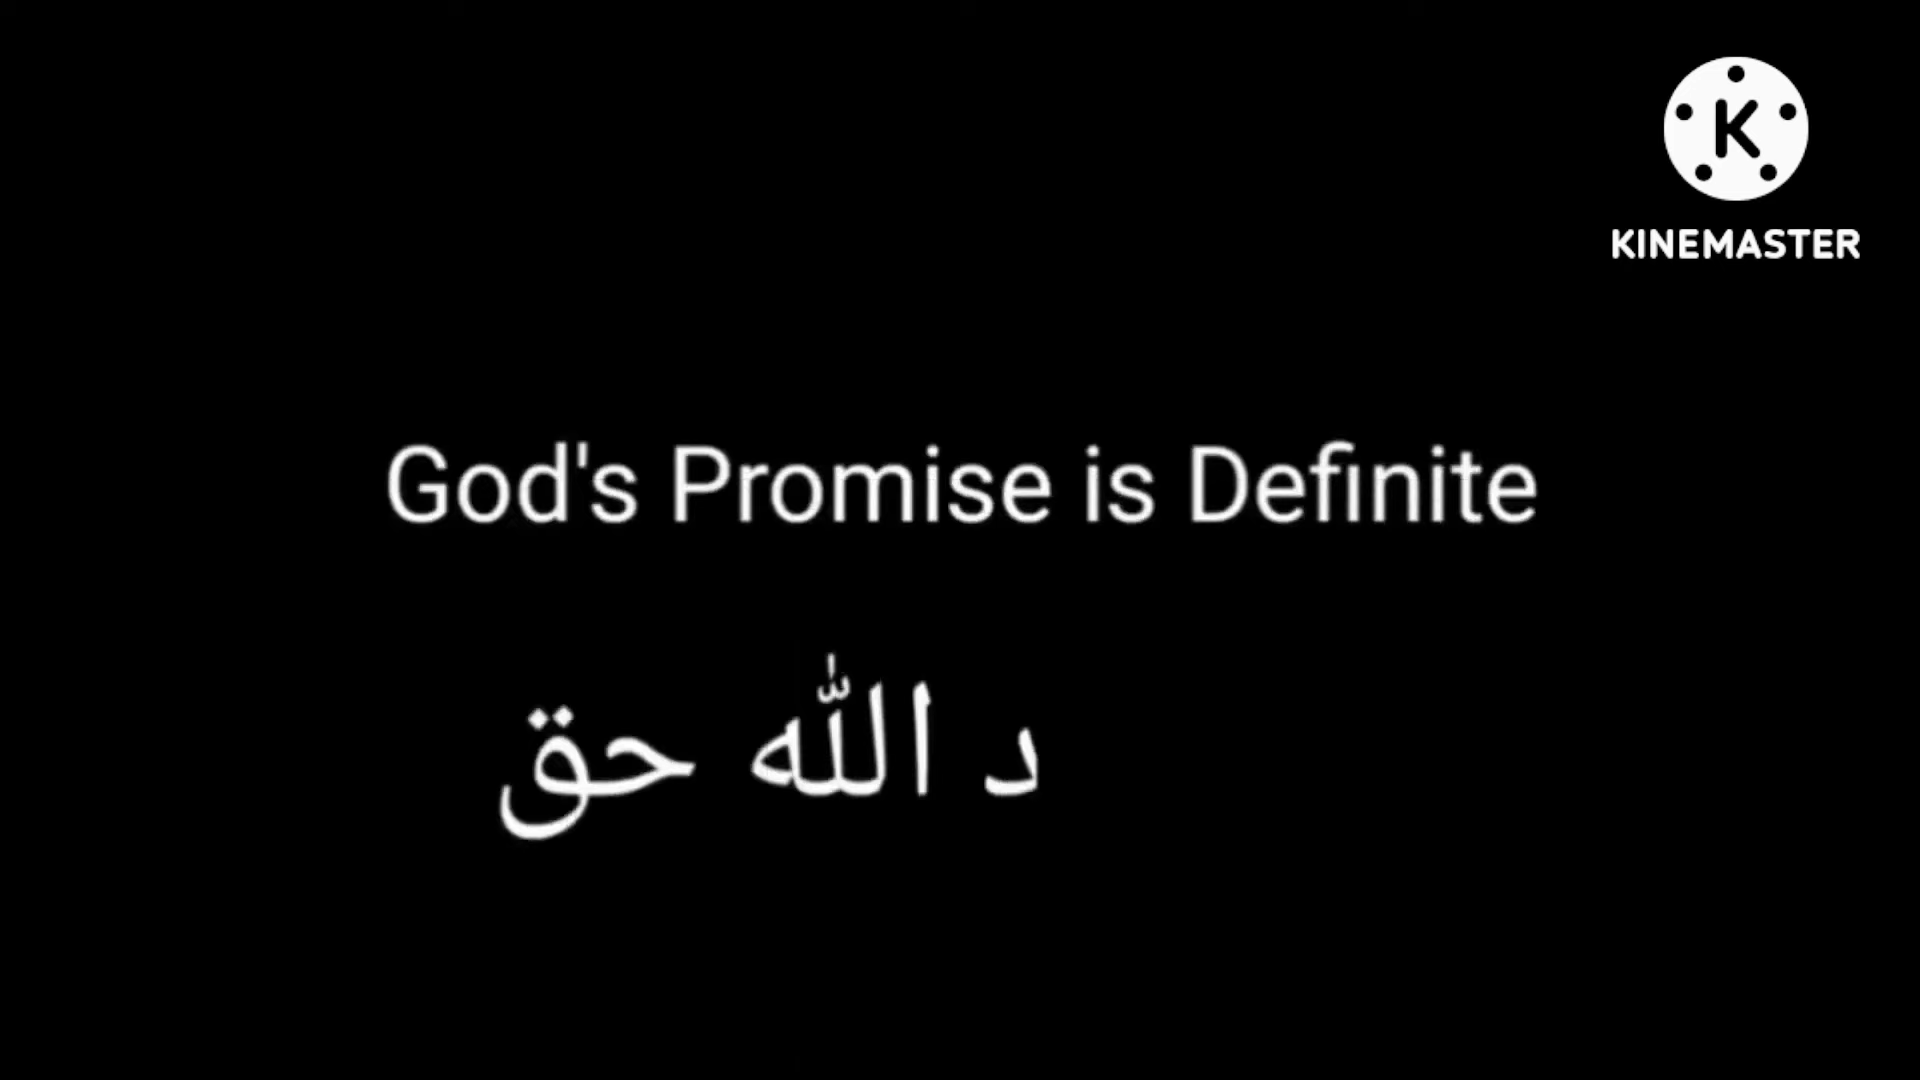 K
KINEMASTER
God's Promise is Definite
د الله حق